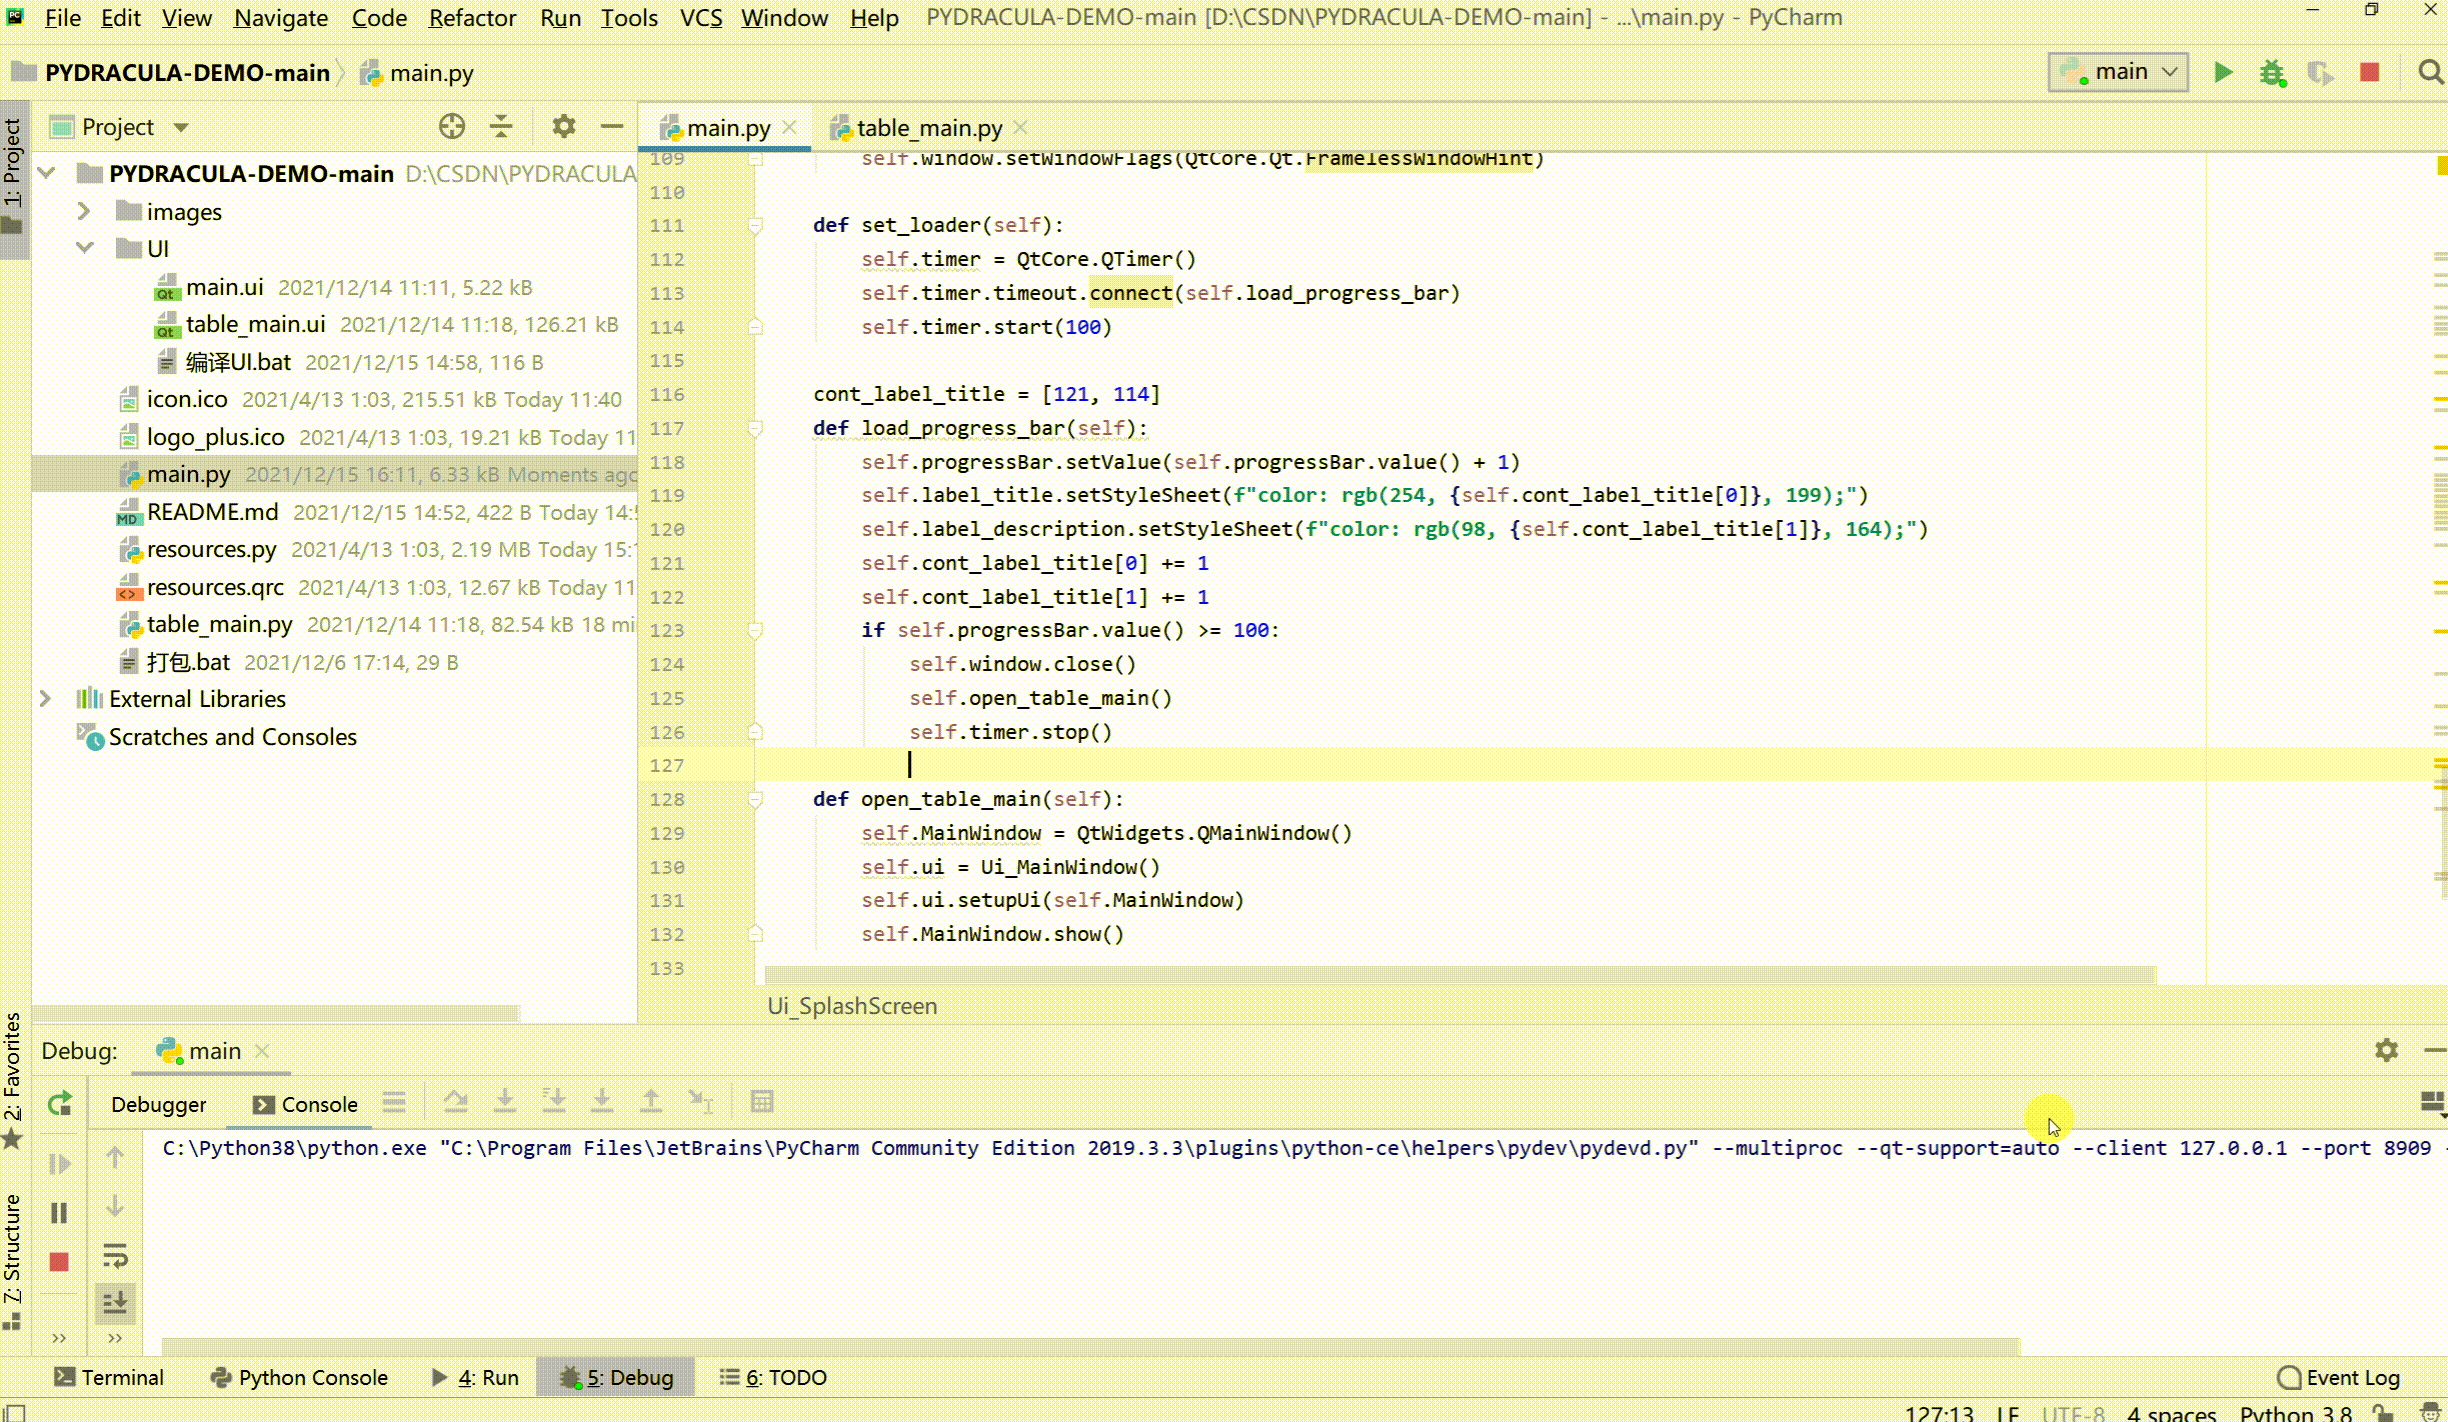 File Edit View Navigate Code Refactor Run Tools VCS Window Help PYDRACULA-DEMO-main [D:\CSDN\PYDRACULA-DEMO-main] - ...\main.py - PyCharm
PYDRACULA-DEMO-main main.py
main
1: Project
Project
PYDRACULA-DEMO-main D:\CSDN\PYDRACULA
images
UI
main.ui 2021/12/14 11:11, 5.22 kB
table_main.ui 2021/12/14 11:18, 126.21 kB
编译UI.bat 2021/12/15 14:58, 116 B
icon.ico 2021/4/13 1:03, 215.51 kB Today 11:40
logo_plus.ico 2021/4/13 1:03, 19.21 kB Today 11
main.py 2021/12/15 16:11, 6.33 kB Moments ago
README.md 2021/12/15 14:52, 422 B Today 14:
resources.py 2021/4/13 1:03, 2.19 MB Today 15:
resources.qrc 2021/4/13 1:03, 12.67 kB Today 11
table_main.py 2021/12/14 11:18, 82.54 kB 18 mi
打包.bat 2021/12/6 17:14, 29 B
External Libraries
Scratches and Consoles
main.py table_main.py
109 self.window.setWindowFlags(QtCore.Qt.FramelessWindowHint)
110
111 def set_loader(self):
112 self.timer = QtCore.QTimer()
113 self.timer.timeout.connect(self.load_progress_bar)
114 self.timer.start(100)
115
116 cont_label_title = [121, 114]
117 def load_progress_bar(self):
118 self.progressBar.setValue(self.progressBar.value() + 1)
119 self.label_title.setStyleSheet(f"color: rgb(254, {self.cont_label_title[0]}, 199);")
120 self.label_description.setStyleSheet(f"color: rgb(98, {self.cont_label_title[1]}, 164);")
121 self.cont_label_title[0] += 1
122 self.cont_label_title[1] += 1
123 if self.progressBar.value() >= 100:
124 self.window.close()
125 self.open_table_main()
126 self.timer.stop()
127
128 def open_table_main(self):
129 self.MainWindow = QtWidgets.QMainWindow()
130 self.ui = Ui_MainWindow()
131 self.ui.setupUi(self.MainWindow)
132 self.MainWindow.show()
133
Ui_SplashScreen
2: Favorites
7: Structure
Debug: main
Debugger Console
C:\Python38\python.exe "C:\Program Files\JetBrains\PyCharm Community Edition 2019.3.3\plugins\python-ce\helpers\pydev\pydevd.py" --multiproc --qt-support=auto --client 127.0.0.1 --port 8909
Terminal Python Console 4: Run 5: Debug 6: TODO Event Log
127:13 LF UTF-8 4 spaces Python 3.8